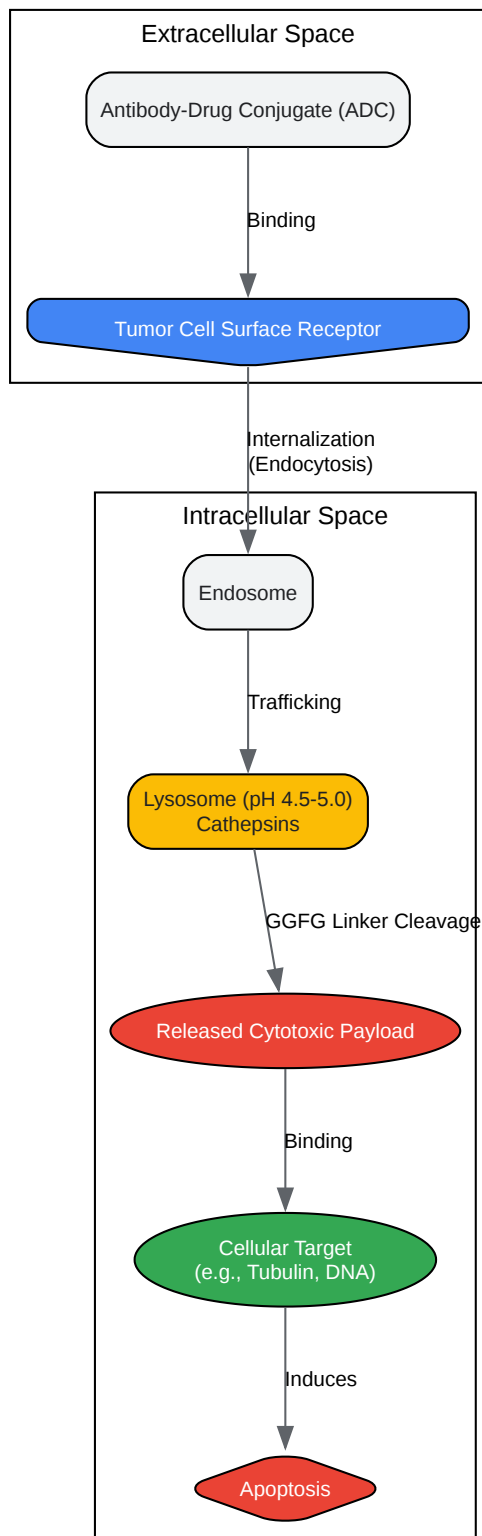 Extracellular Space
Antibody-Drug Conjugate (ADC)
Binding
Tumor Cell Surface Receptor
Internalization
(Endocytosis)
Intracellular Space
Endosome
Trafficking
Lysosome (pH 4.5-5.0)
Cathepsins
GGFG Linker Cleavage
Released Cytotoxic Payload
Binding
Cellular Target
(e.g., Tubulin, DNA)
Induces
Apoptosis